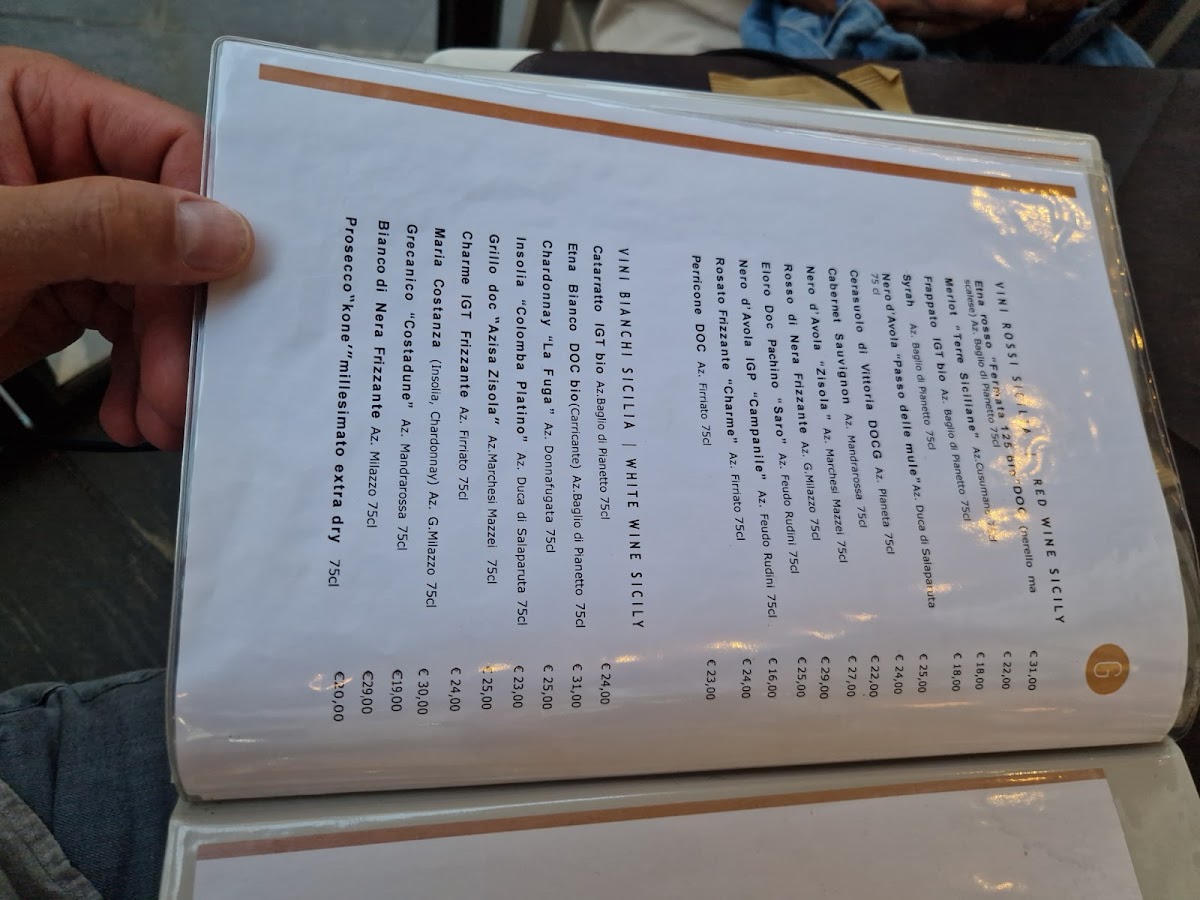 G
VINI ROSSI SICILIA | RED WINE SICILY
Etna rosso "Fermata 125 bio" DOC (nerello ma
scalese) Az. Baglio di Pianetto 75cl € 31,00
Merlot "Terre Siciliane" Az.Cusumano 75cl € 22,00
Frappato IGT bio Az. Baglio di Pianetto 75cl € 18,00
Syrah Az. Baglio di Pianetto 75cl € 18,00
Nero d'Avola "Passo delle mule" Az. Duca di Salaparuta € 25,00
75 cl
Cerasuolo di Vittoria DOCG Az. Planeta 75cl € 24,00
Cabernet Sauvignon Az. Mandrarossa 75cl € 22,00
Nero d'Avola "Zisola" Az. Marchesi Mazzei 75cl € 27,00
Rosso di Nera Frizzante Az. G.Milazzo 75cl € 29,00
Eloro Doc Pachino "Saro" Az. Feudo Rudini 75cl € 25,00
Nero d'Avola IGP "Campanile" Az. Feudo Rudini 75cl € 16,00
Rosato Frizzante "Charme" Az. Firriato 75cl € 24,00
Perricone DOC Az. Firriato 75cl € 23,00
VINI BIANCHI SICILIA | WHITE WINE SICILY
Catarratto IGT bio Az.Baglio di Pianetto 75cl € 24,00
Etna Bianco DOC bio(Carricante) Az.Baglio di Pianetto 75cl € 31,00
Chardonnay "La Fuga" Az. Donnafugata 75cl € 25,00
Insolia "Colomba Platino" Az. Duca di Salaparuta 75cl € 23,00
Grillo doc "Azisa Zisola" Az.Marchesi Mazzei 75cl € 25,00
Charme IGT Frizzante Az. Firriato 75cl € 24,00
Maria Costanza (Insolia, Chardonnay) Az. G.Milazzo 75cl € 30,00
Grecanico "Costadune" Az. Mandrarossa 75cl €19,00
Bianco di Nera Frizzante Az. Milazzo 75cl €29,00
Prosecco"kone'"millesimato extra dry 75cl